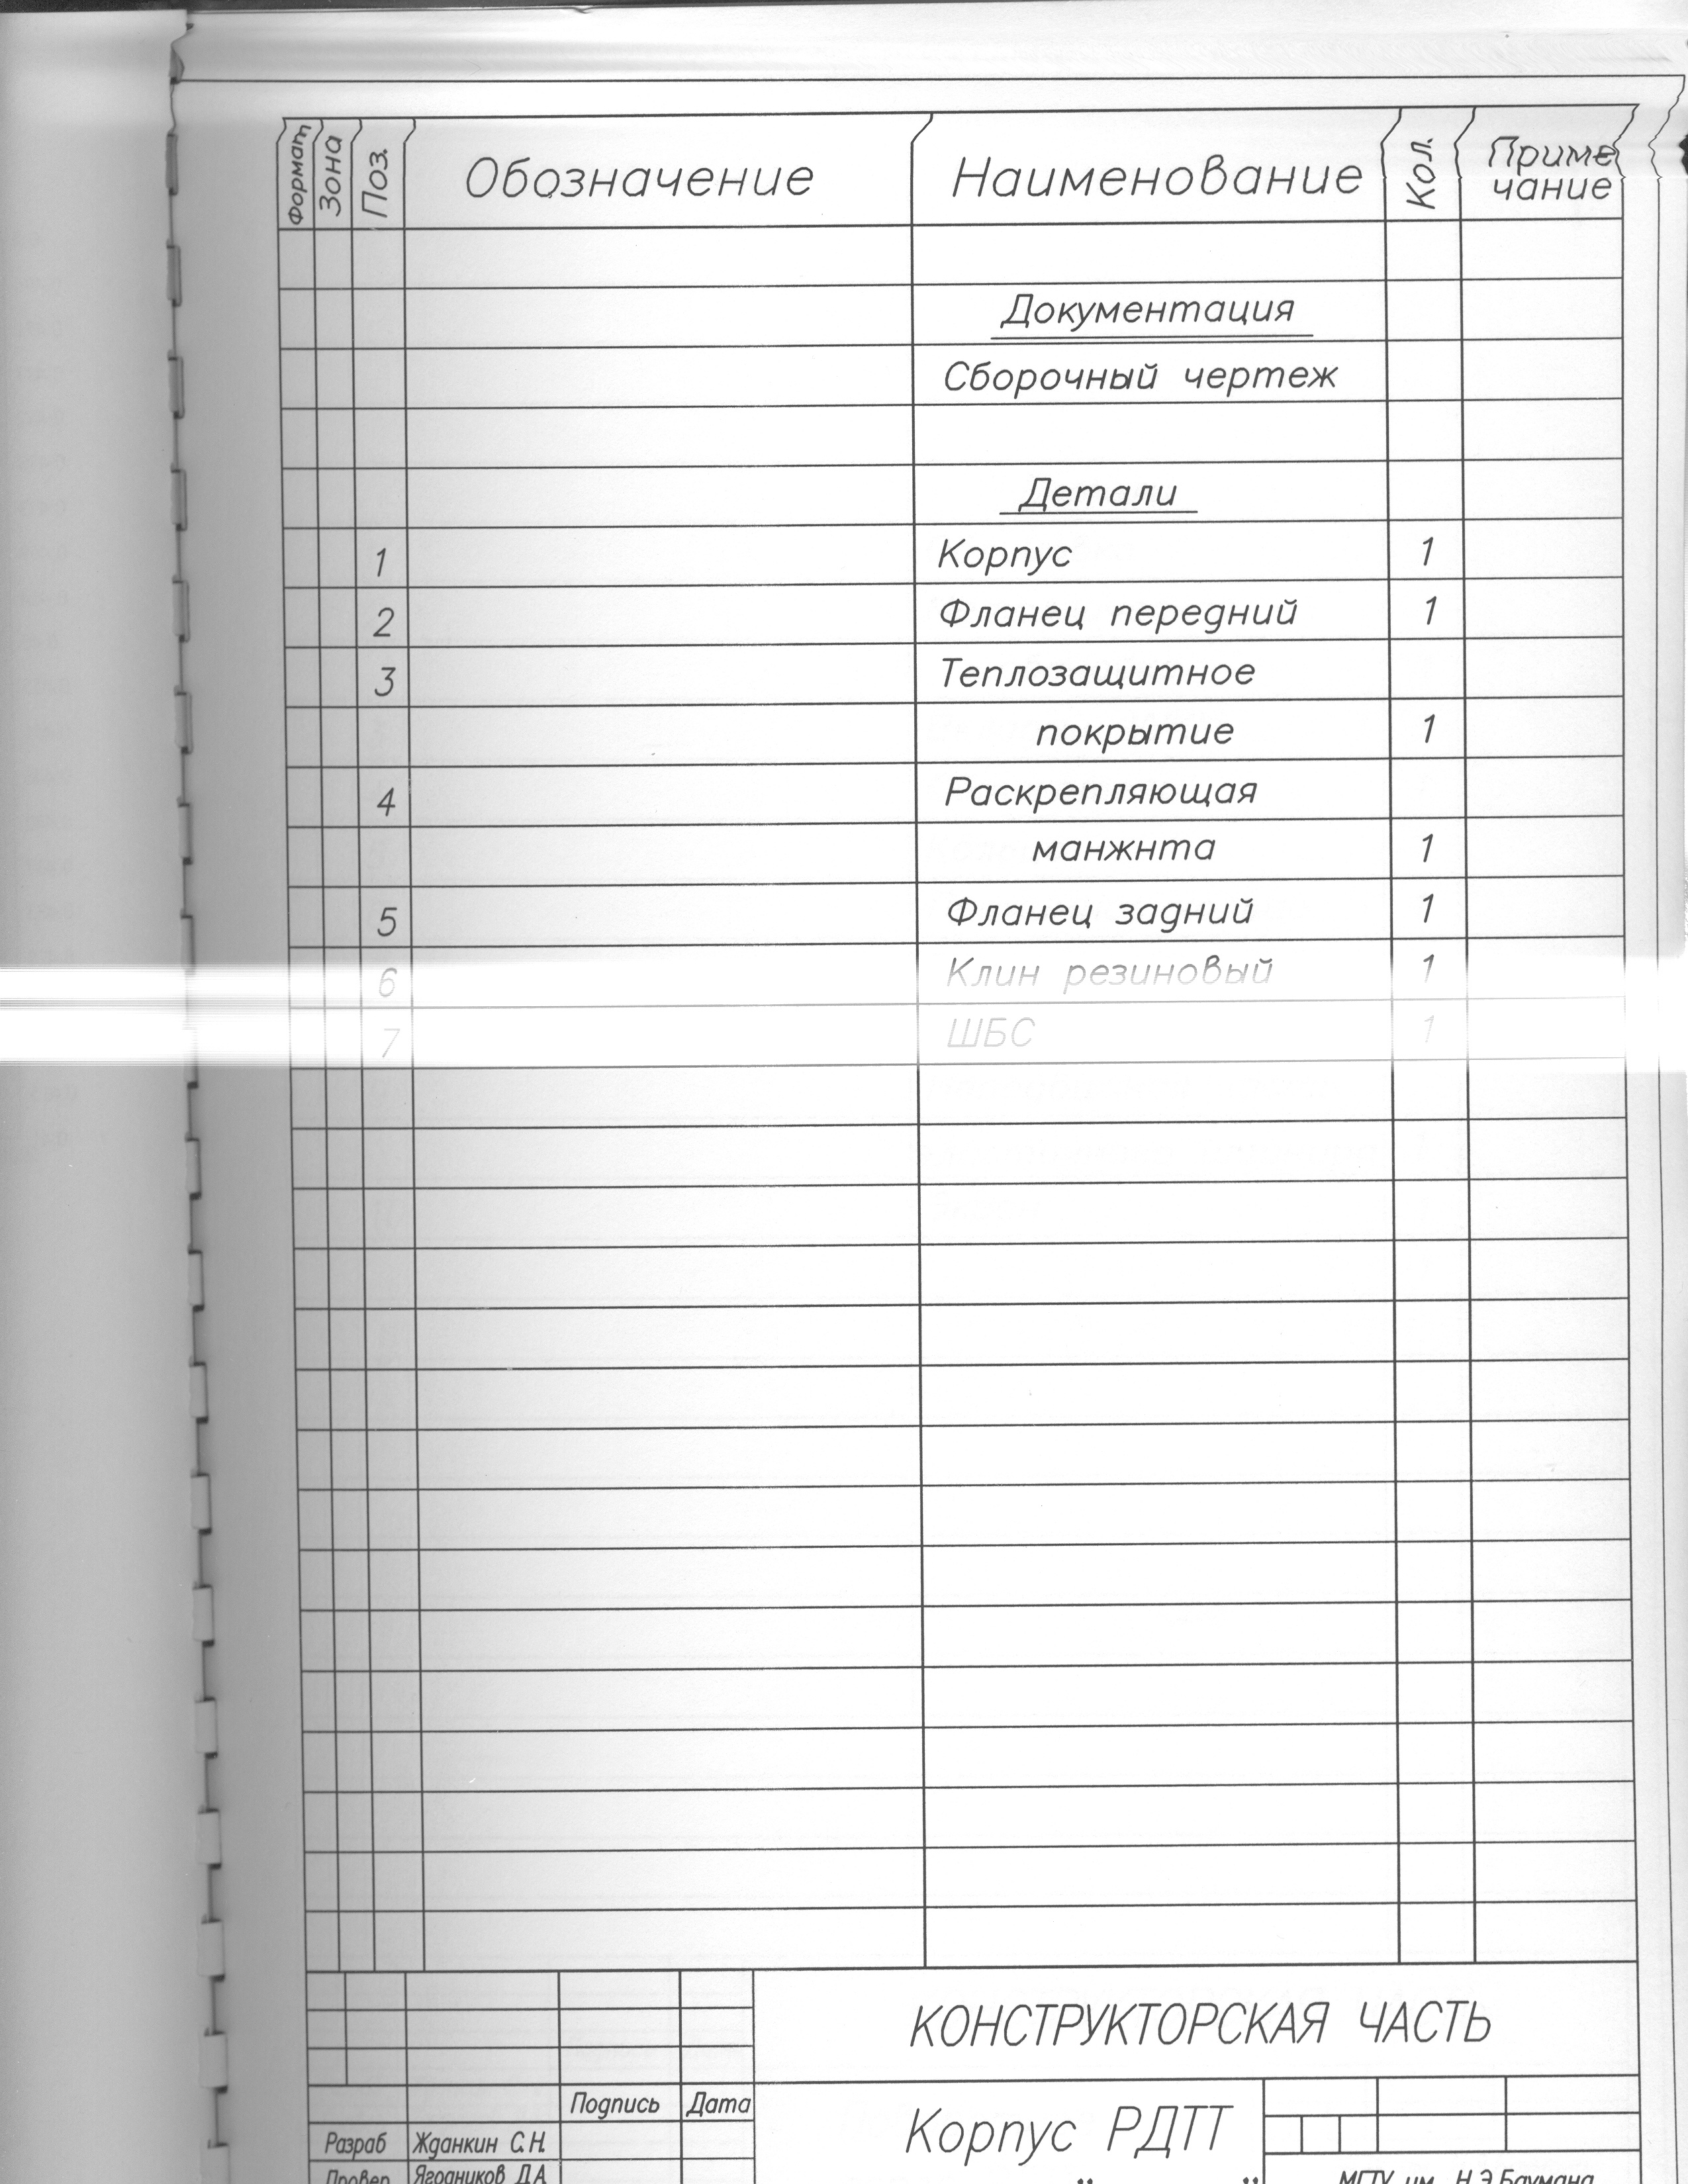 Формат Зона Поз. Обозначение Наименование Кол. Приме
чание
Документация
Сборочный чертеж
Детали
1 Корпус 1
2 Фланец передний 1
3 Теплозащитное
покрытие 1
4 Раскрепляющая
манжнта 1
5 Фланец задний 1
6 Клин резиновый 1
7 ШБС 1
КОНСТРУКТОРСКАЯ ЧАСТЬ
Подпись Дата
Корпус РДТТ
Разраб Жданкин С.Н.
Провер Ягодников Д.А.
МГТУ им. Н.Э.Баумана